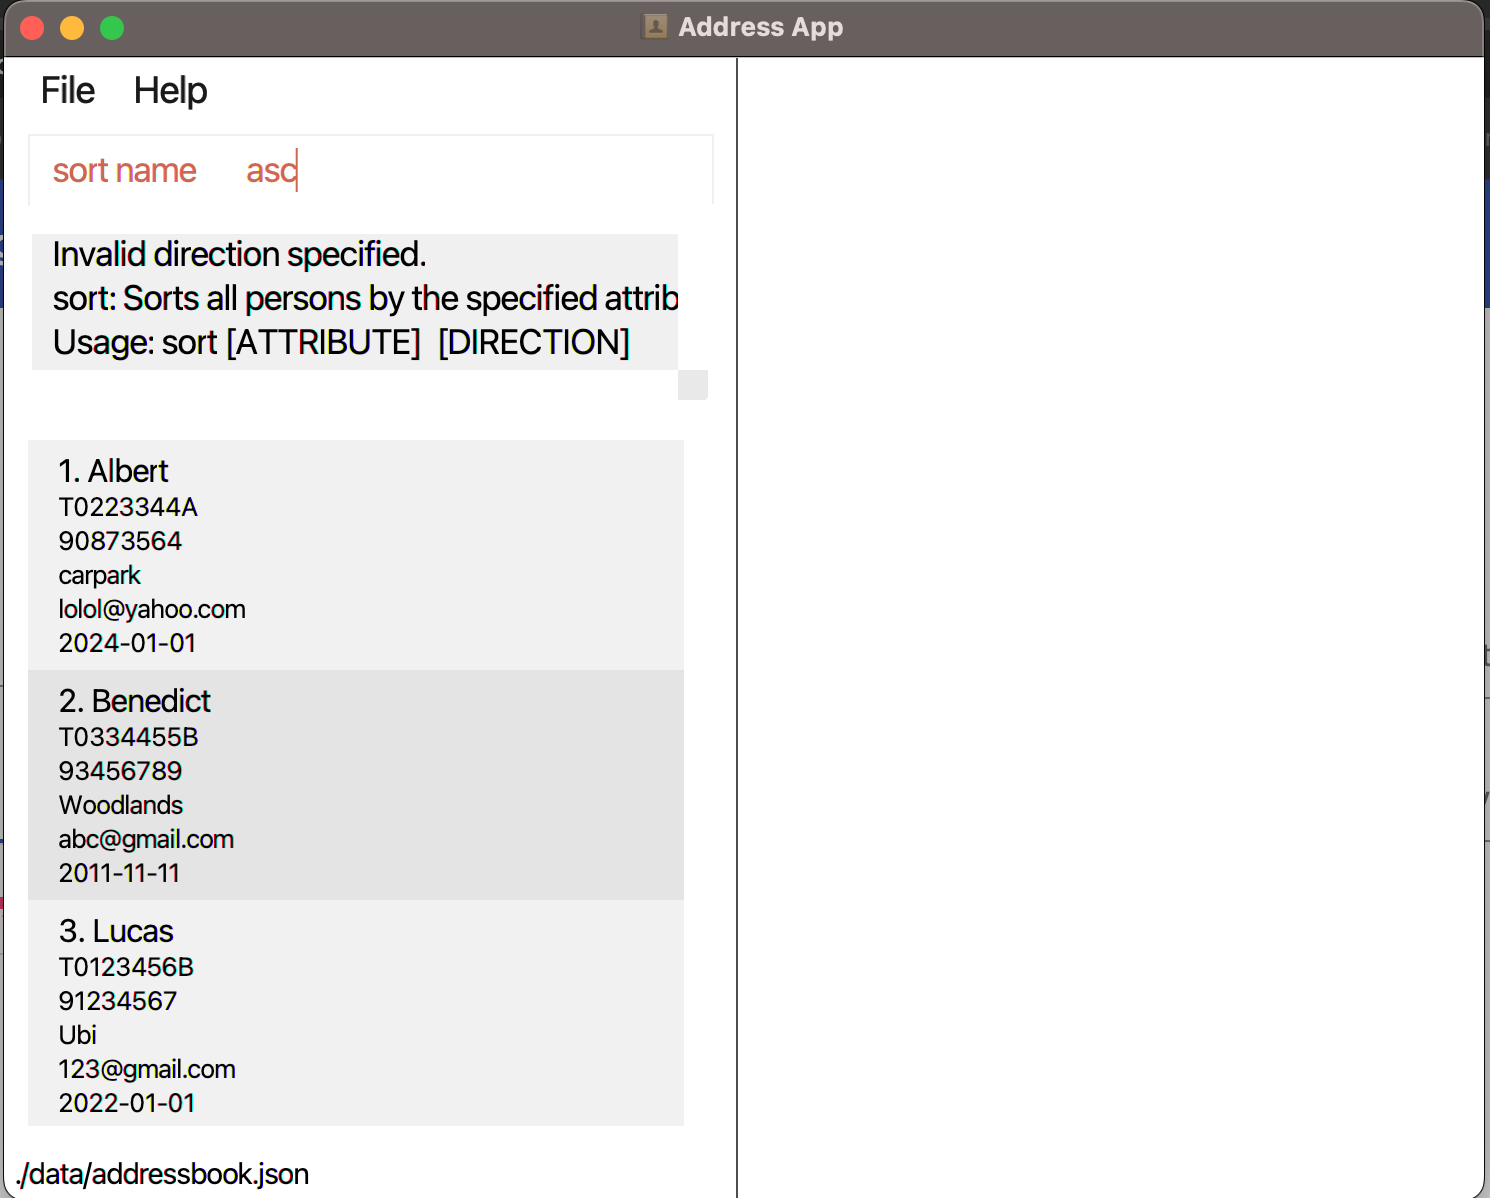 Address App
File Help
sort name      asc
Invalid direction specified.
sort: Sorts all persons by the specified attrib
Usage: sort [ATTRIBUTE]  [DIRECTION]
1. Albert
T0223344A
90873564
carpark
lolol@yahoo.com
2024-01-01
2. Benedict
T0334455B
93456789
Woodlands
abc@gmail.com
2011-11-11
3. Lucas
T0123456B
91234567
Ubi
123@gmail.com
2022-01-01
./data/addressbook.json